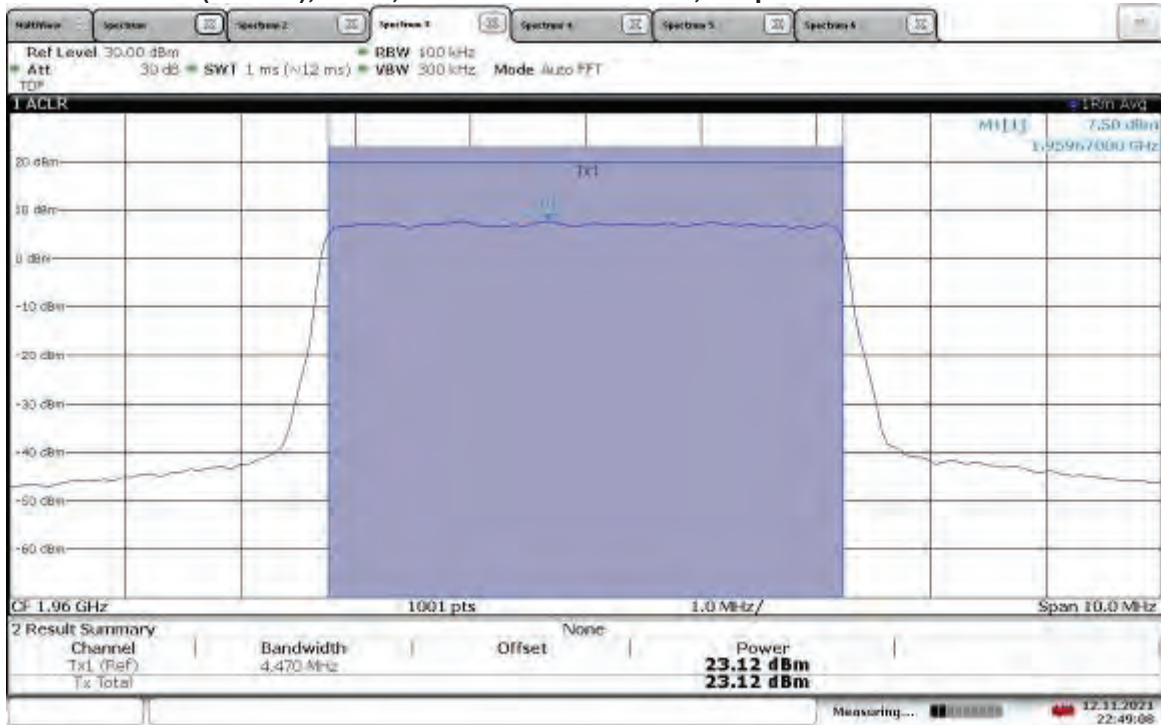 MultiView Spectrum Spectrum 2 Spectrum 3 Spectrum 4 Spectrum 5 Spectrum 6
Ref Level 30.00 dBm RBW 100 kHz
Att 30 dB SWT 1 ms (~12 ms) VBW 300 kHz Mode Auto FFT
TDF
1 ACLR 1Rm Avg
M1[1] 7.50 dBm
1.95967000 GHz
20 dBm
Tx1
M1
10 dBm
0 dBm
-10 dBm
-20 dBm
-30 dBm
-40 dBm
-50 dBm
-60 dBm
CF 1.96 GHz 1001 pts 1.0 MHz/ Span 10.0 MHz
2 Result Summary None
Channel Bandwidth Offset Power
Tx1 (Ref) 4.470 MHz 23.12 dBm
Tx Total 23.12 dBm
Measuring... 12.11.2021
22:49:08